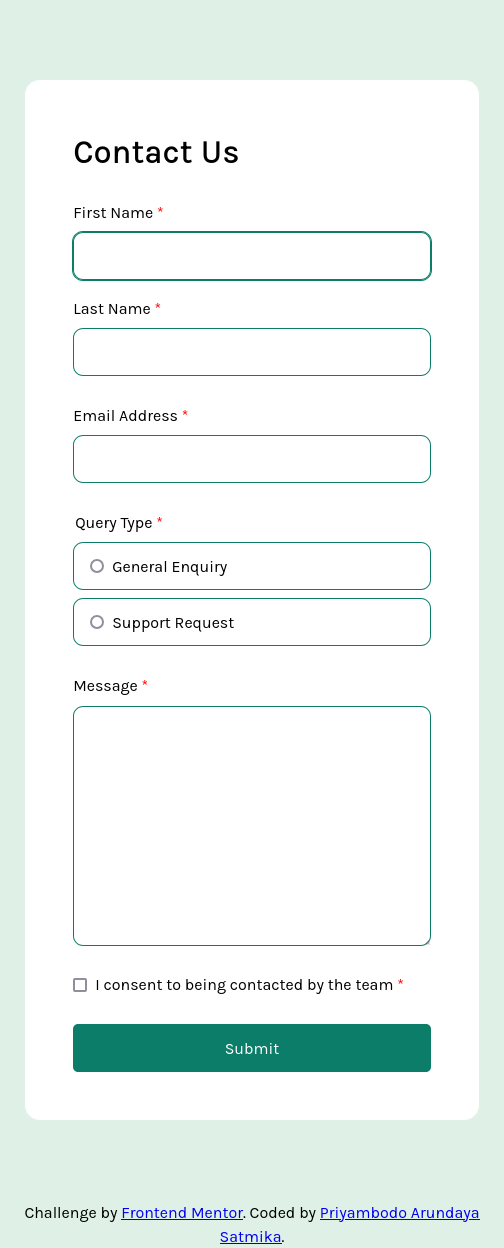 Contact Us
First Name *
Last Name *
Email Address *
Query Type *
General Enquiry
Support Request
Message *
I consent to being contacted by the team *
Submit
Challenge by Frontend Mentor. Coded by Priyambodo Arundaya
Satmika.